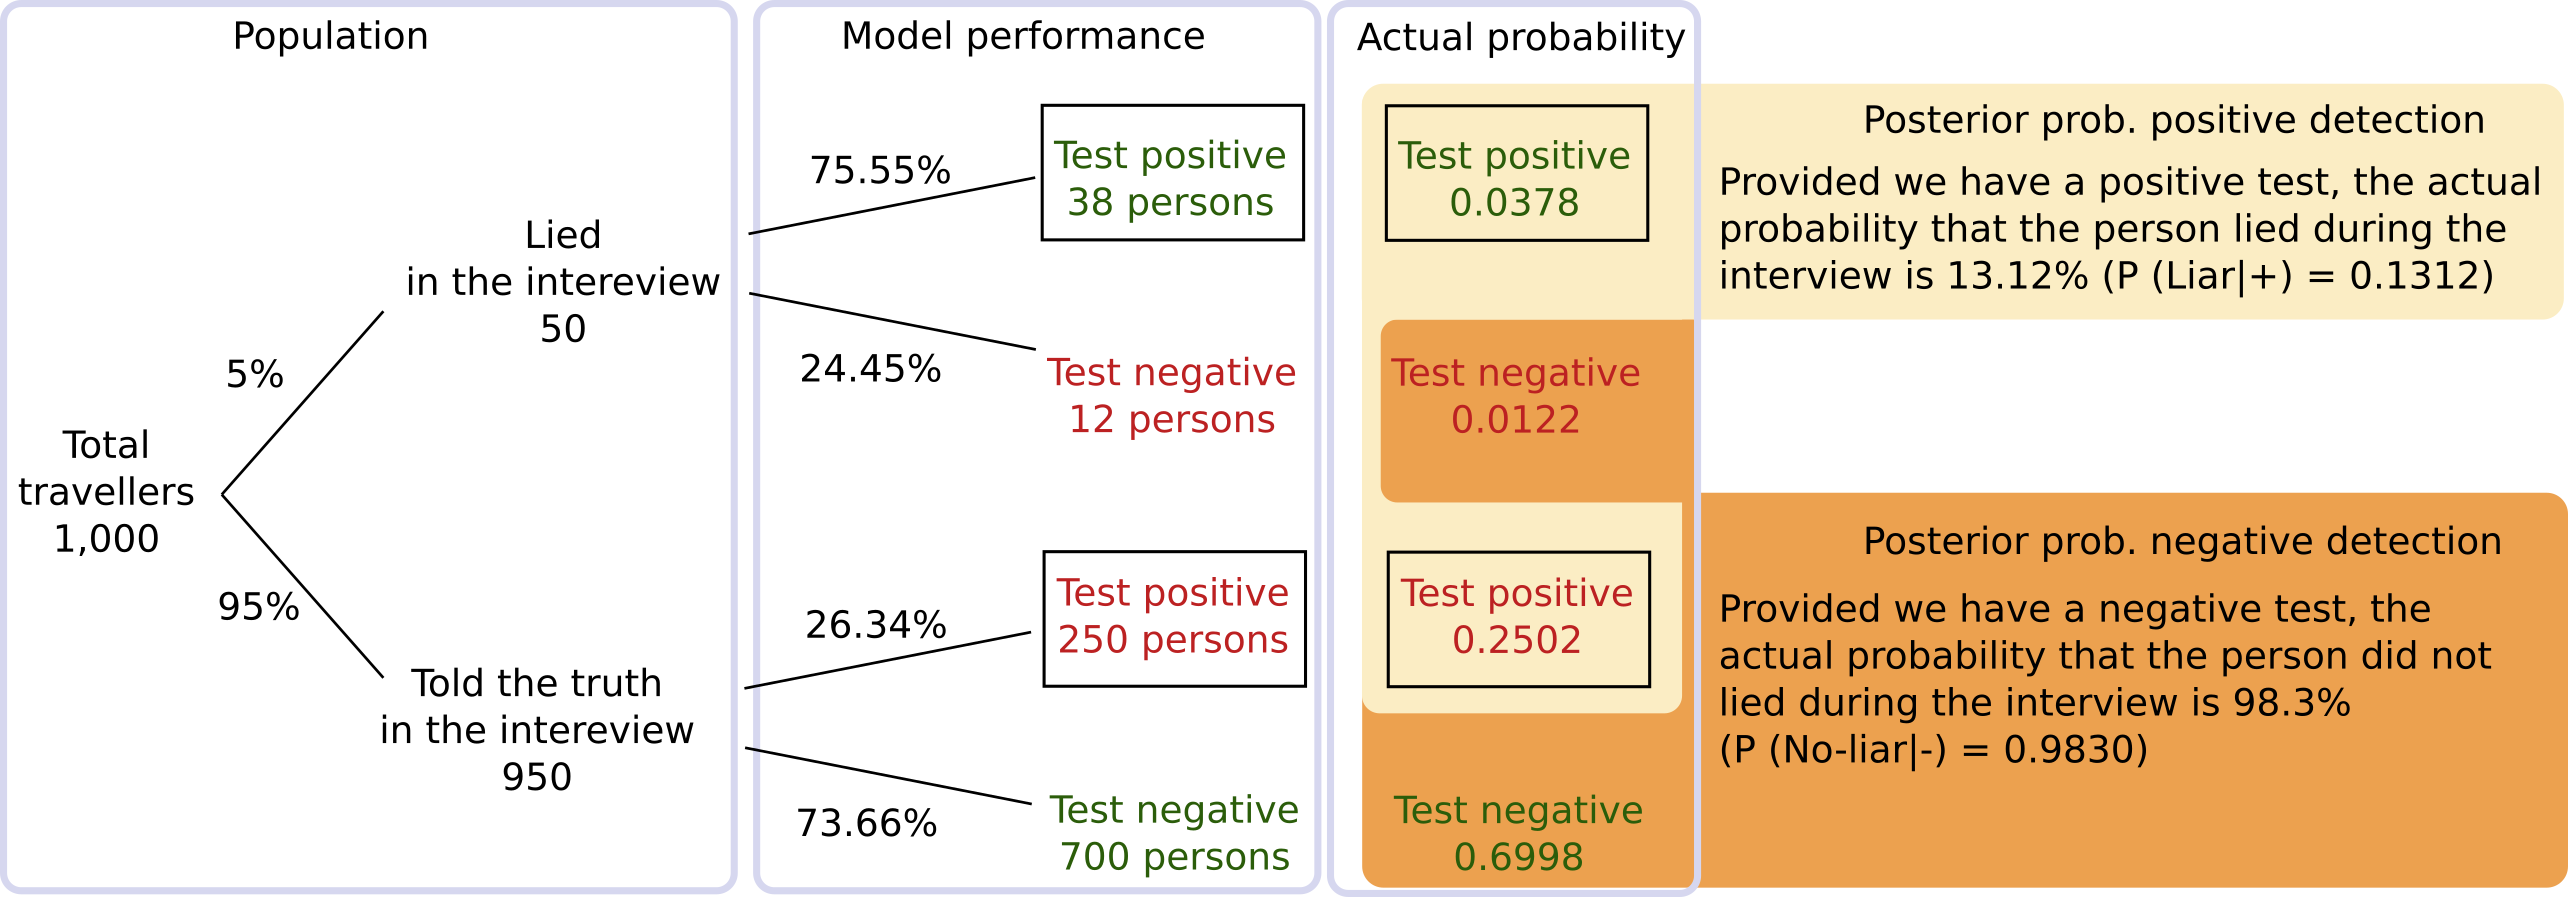 Population
5%
95%
Total
travellers
1,000
Lied
in the intereview
50
Told the truth
in the intereview
950
Model performance
75.55%
24.45%
26.34%
73.66%
Test positive
38 persons
Test negative
12 persons
Test positive
250 persons
Test negative
700 persons
Actual probability
Test positive
0.0378
Test negative
0.0122
Test positive
0.2502
Test negative
0.6998
Posterior prob. positive detection
Provided we have a positive test, the actual
probability that the person lied during the
interview is 13.12% (P (Liar|+) = 0.1312)
Posterior prob. negative detection
Provided we have a negative test, the
actual probability that the person did not
lied during the interview is 98.3%
(P (No-liar|-) = 0.9830)